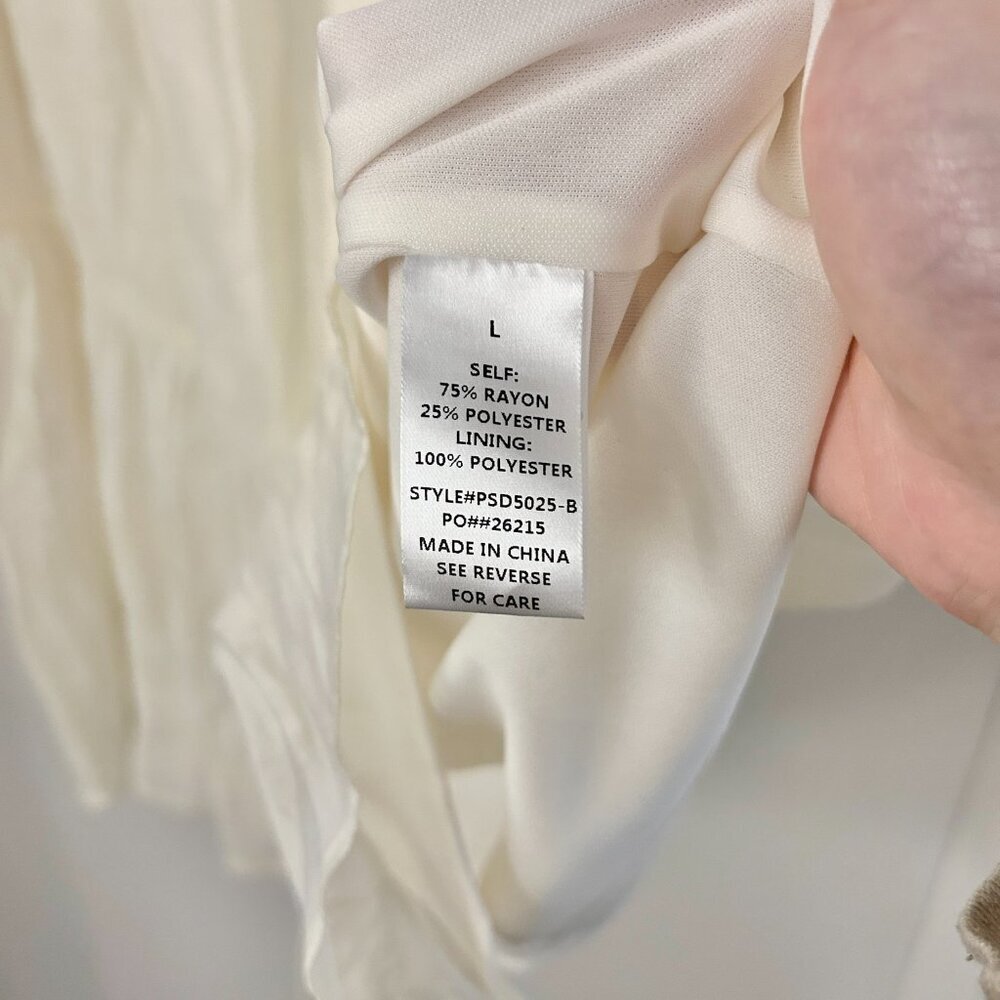 L
SELF:
75% RAYON
25% POLYESTER
LINING:
100% POLYESTER
STYLE#PSD5025-B
PO##26215
MADE IN CHINA
SEE REVERSE
FOR CARE